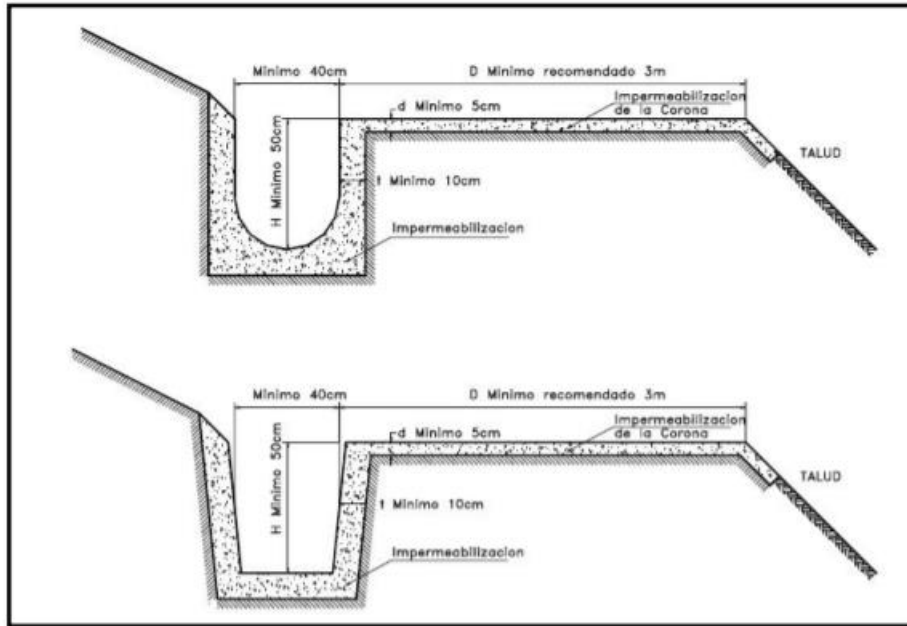 Minimo 40cm
D Minimo recomendado 3m
d Minimo 5cm
Impermeabilizacion
de la Corona
TALUD
H Minimo 50cm
t Minimo 10cm
Impermeabilizacion
Minimo 40cm
D Minimo recomendado 3m
d Minimo 5cm
Impermeabilizacion
de la Corona
TALUD
H Minimo 50cm
t Minimo 10cm
Impermeabilizacion